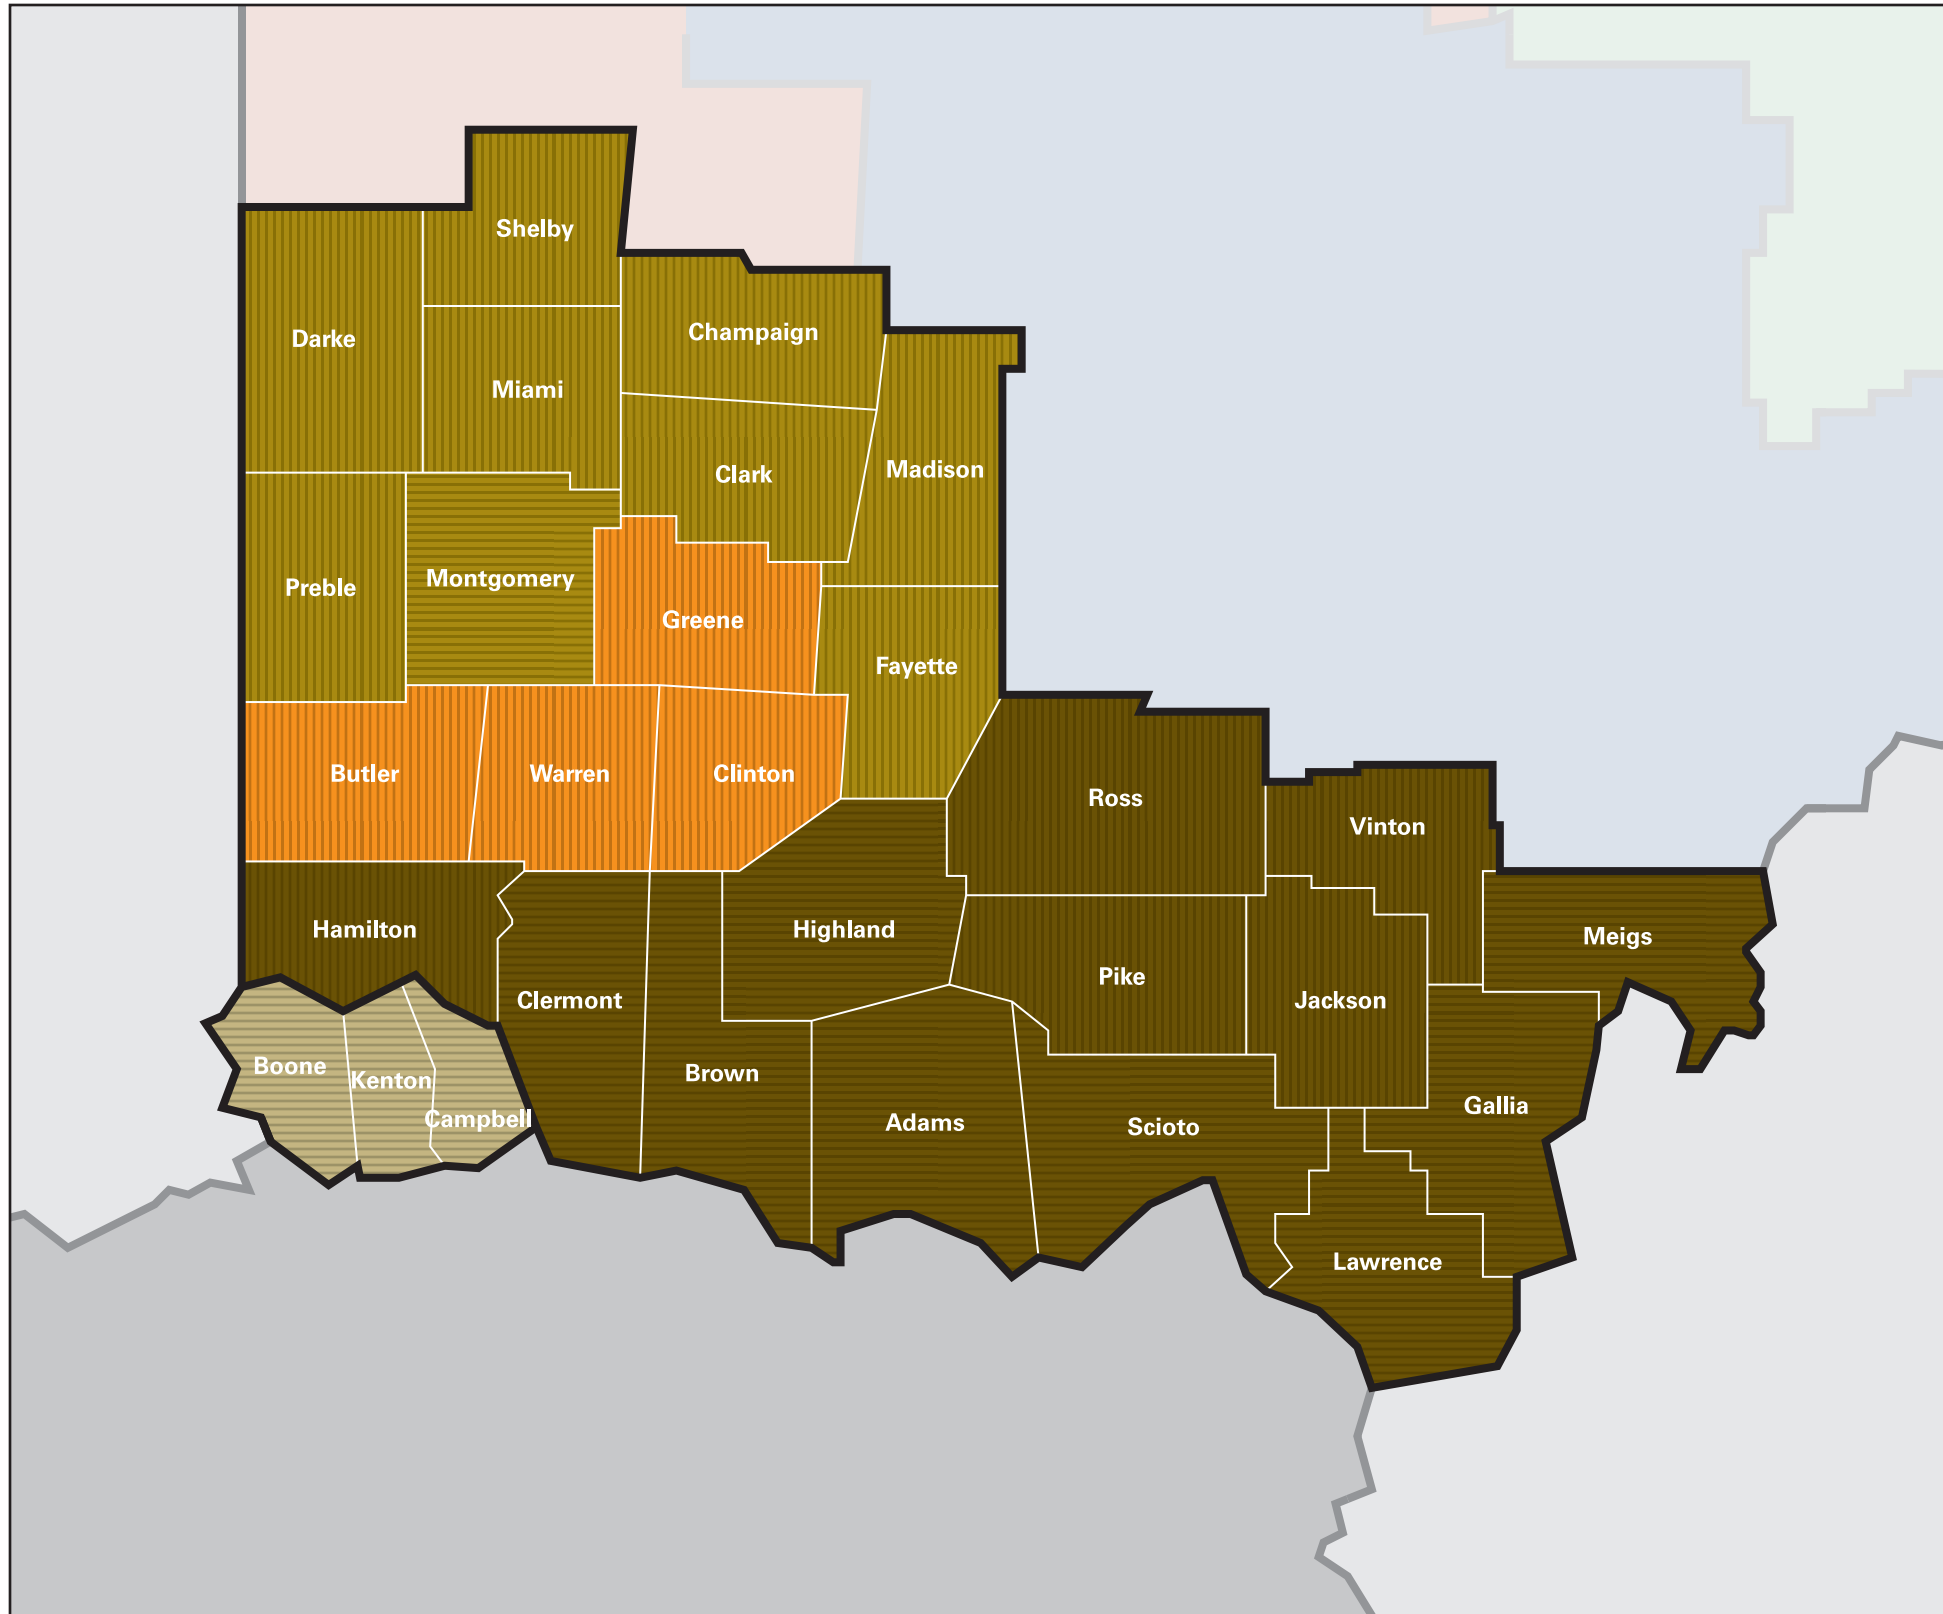 Shelby
Darke
Champaign
Miami
Madison
Clark
Montgomery
Preble
Greene
Fayette
Butler
Warren
Clinton
Ross
Vinton
Hamilton
Highland
Meigs
Pike
Clermont
Jackson
Boone
Kenton
Brown
Gallia
Campbell
Adams
Scioto
Lawrence